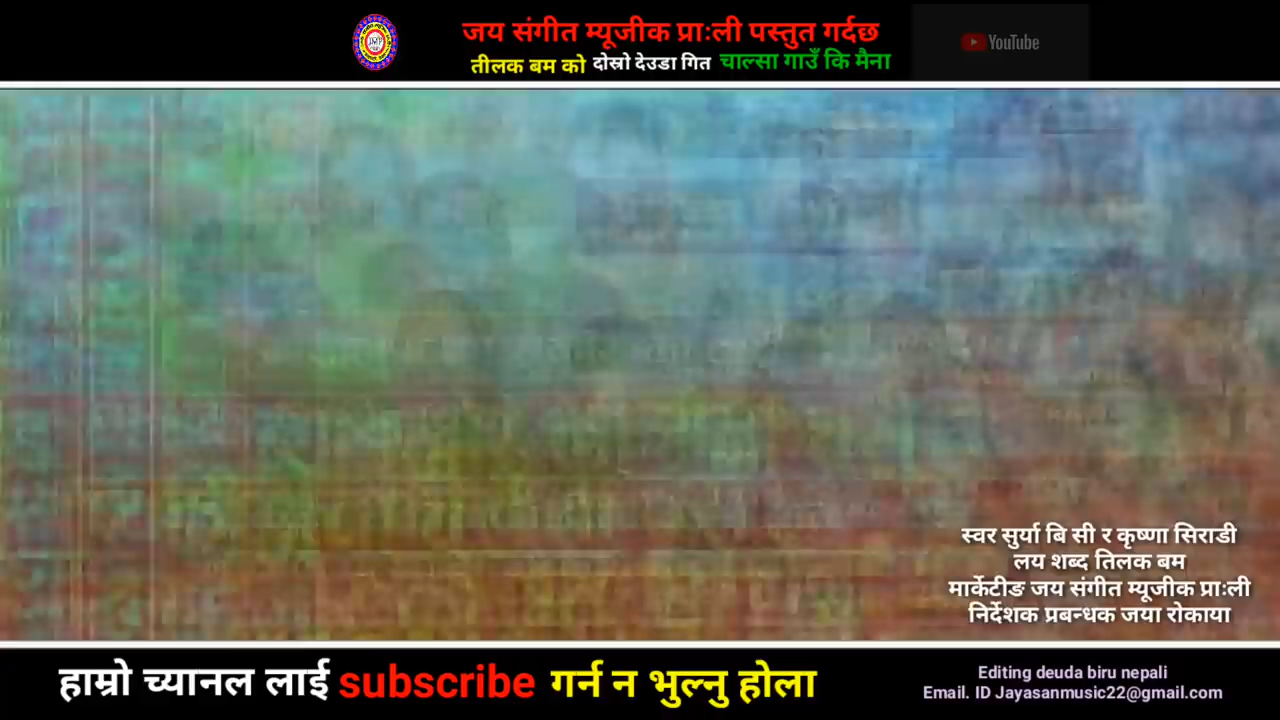 जय संगीत म्यूजीक प्राःली पस्तुत गर्दछ
तीलक बम को दोस्रो देउडा गित चाल्सा गाउँ कि मैना
YouTube
स्वर सुर्या बि सी र कृष्णा सिराडी
लय शब्द तिलक बम
मार्केटीङ जय संगीत म्यूजीक प्राःली
निर्देशक प्रबन्धक जया रोकाया
हाम्रो च्यानल लाई subscribe गर्न न भुल्नु होला
Editing deuda biru nepali
Email. ID Jayasanmusic22@gmail.com